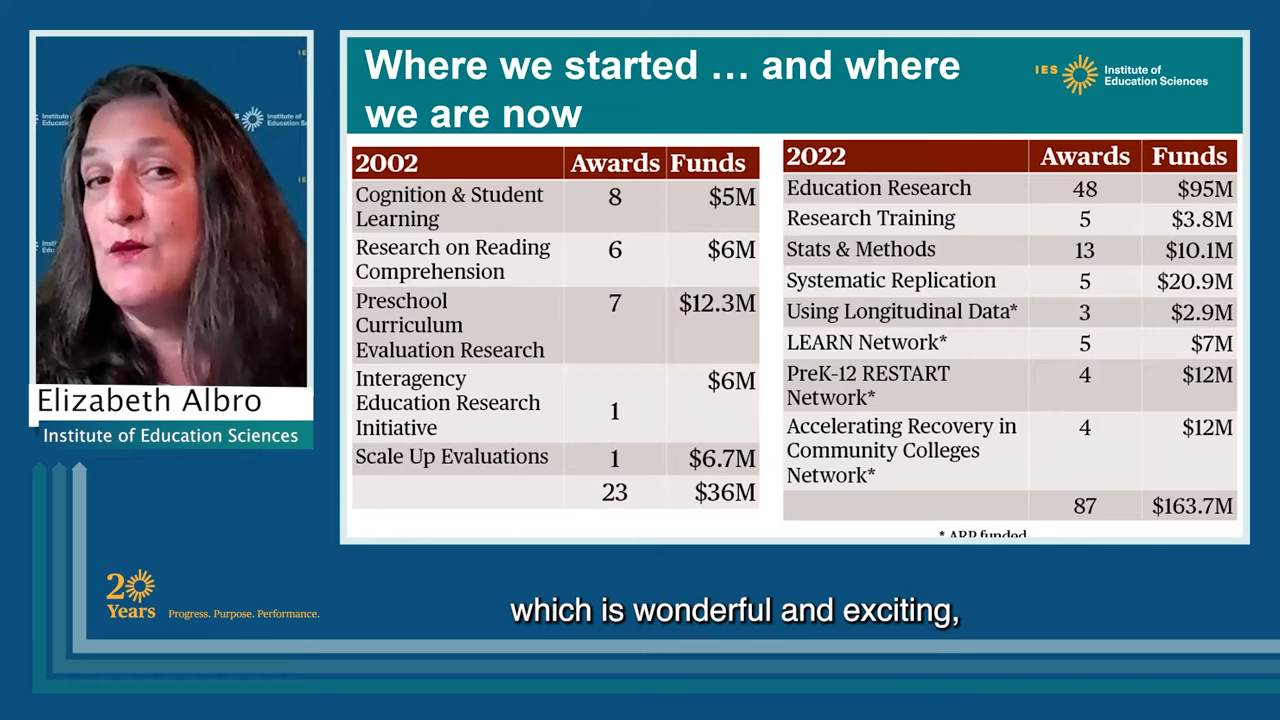 Where we started … and where
we are now
IES Institute of
Education Sciences
2002 Awards Funds
Cognition & Student
Learning 8 $5M
Research on Reading
Comprehension 6 $6M
Preschool
Curriculum
Evaluation Research 7 $12.3M
Interagency
Education Research
Initiative 1 $6M
Scale Up Evaluations 1 $6.7M
23 $36M
2022 Awards Funds
Education Research 48 $95M
Research Training 5 $3.8M
Stats & Methods 13 $10.1M
Systematic Replication 5 $20.9M
Using Longitudinal Data* 3 $2.9M
LEARN Network* 5 $7M
PreK-12 RESTART
Network* 4 $12M
Accelerating Recovery in
Community Colleges
Network* 4 $12M
87 $163.7M
* ARP funded
Elizabeth Albro
Institute of Education Sciences
20
Years Progress. Purpose. Performance.
which is wonderful and exciting,